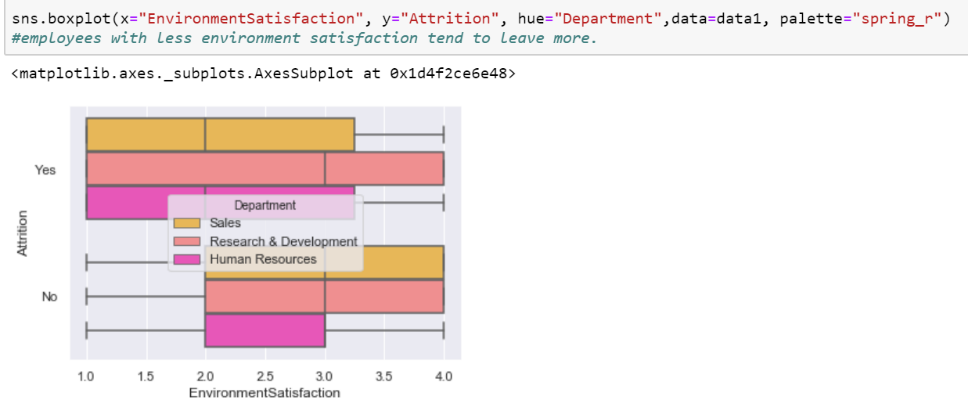 sns.boxplot(x="EnvironmentSatisfaction", y="Attrition", hue="Department",data=data1, palette="spring_r")
#employees with less environment satisfaction tend to leave more.
<matplotlib.axes._subplots.AxesSubplot at 0x1d4f2ce6e48>
Yes
Department
Sales
Research & Development
Human Resources
Attrition
No
1.0 1.5 2.0 2.5 3.0 3.5 4.0
EnvironmentSatisfaction